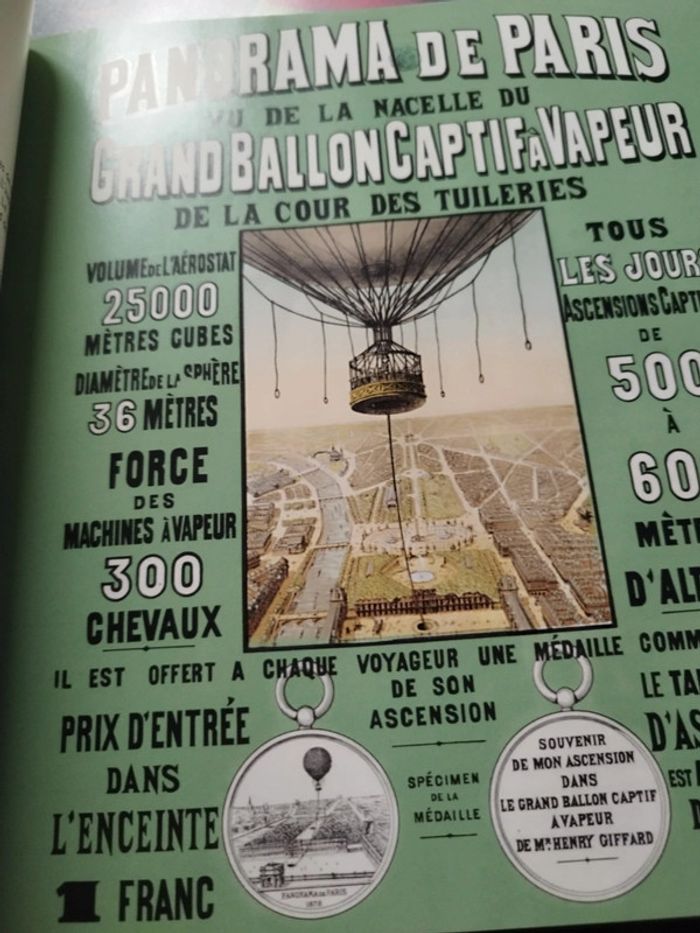 PANORAMA DE PARIS
VU DE LA NACELLE DU
GRAND BALLON CAPTIF À VAPEUR
DE LA COUR DES TUILERIES
VOLUME DE L'AÉROSTAT
25000
MÈTRES CUBES
DIAMÈTRE DE LA SPHÈRE
36 MÈTRES
FORCE
DES
MACHINES À VAPEUR
300
CHEVAUX
TOUS
LES JOURS
ASCENSIONS CAPTI
DE
500
À
60
MÈT
D'ALT
IL EST OFFERT A CHAQUE VOYAGEUR UNE MÉDAILLE COMM
DE SON
ASCENSION
PRIX D'ENTRÉE
DANS
L'ENCEINTE
1 FRANC
PANORAMA DE PARIS
1878
SPÉCIMEN
DE LA
MÉDAILLE
SOUVENIR
DE MON ASCENSION
DANS
LE GRAND BALLON CAPTIF
A VAPEUR
DE MR. HENRY GIFFARD
LE TA
D'AS
EST